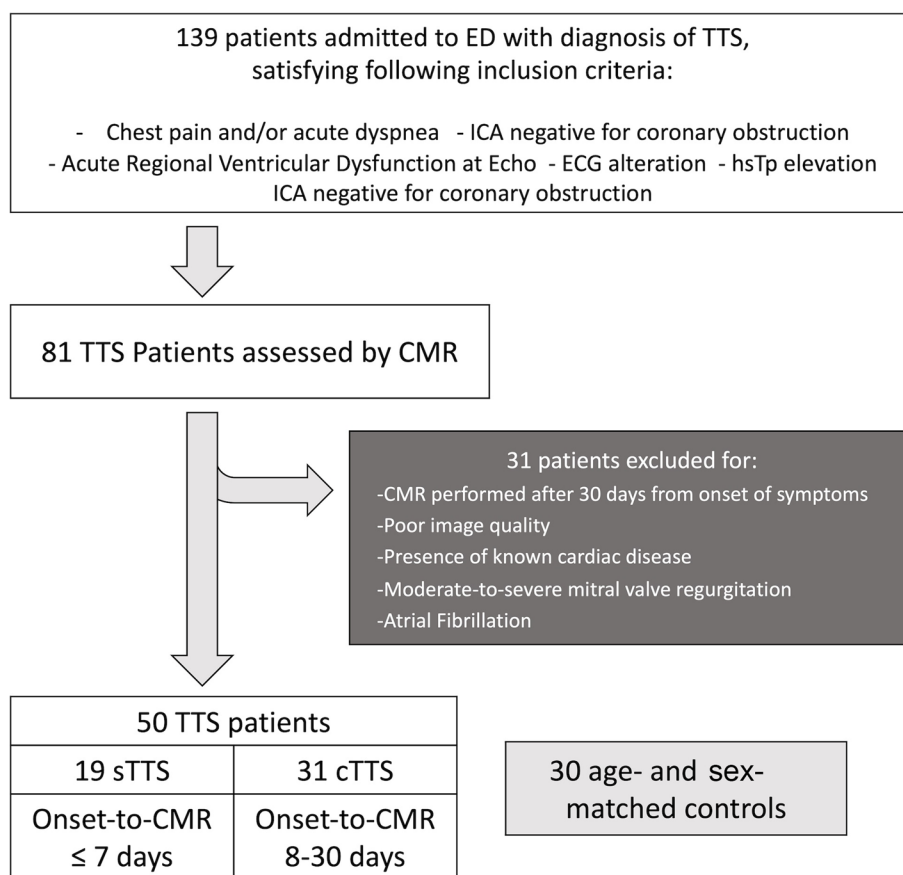 139 patients admitted to ED with diagnosis of TTS,
satisfying following inclusion criteria:
- Chest pain and/or acute dyspnea - ICA negative for coronary obstruction
- Acute Regional Ventricular Dysfunction at Echo - ECG alteration - hsTp elevation
ICA negative for coronary obstruction
81 TTS Patients assessed by CMR
31 patients excluded for:
-CMR performed after 30 days from onset of symptoms
-Poor image quality
-Presence of known cardiac disease
-Moderate-to-severe mitral valve regurgitation
-Atrial Fibrillation
50 TTS patients
19 sTTS 31 cTTS
Onset-to-CMR Onset-to-CMR
≤ 7 days 8-30 days
30 age- and sex-
matched controls